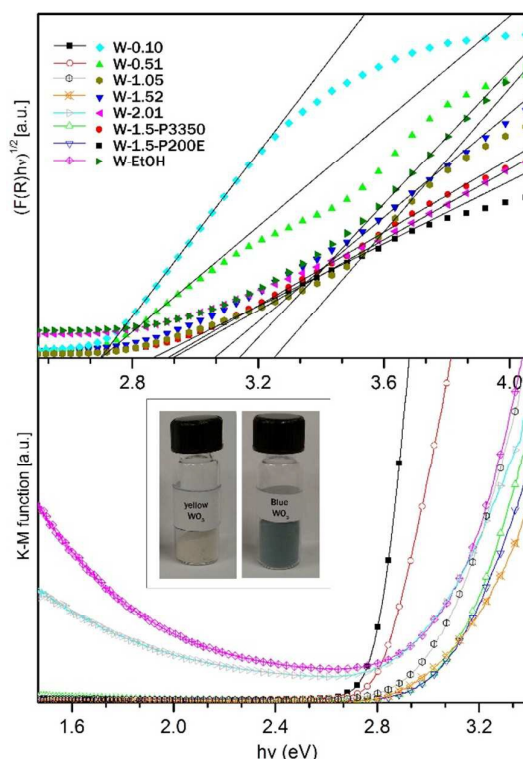 W-0.10
W-0.51
W-1.05
W-1.52
W-2.01
W-1.5-P3350
W-1.5-P200E
W-EtOH
(F(R)hν)1/2 [a.u.]
2.8 3.2 3.6 4.0
K-M function [a.u.]
yellow
WO3
Blue
WO3
1.6 2.0 2.4 2.8 3.2
hν (eV)